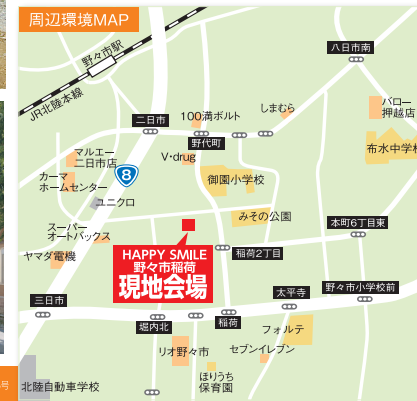 周辺環境MAP
八日市南
野々市駅
JR北陸本線
しまむら
バロー
押越店
100満ボルト
二日市
野代町
布水中学校
マルエー
二日市店
V・drug
カーマ
ホームセンター
8
御園小学校
ユニクロ
みその公園
本町6丁目東
スーパー
オートバックス
稲荷2丁目
ヤマダ電機
HAPPY SMILE
野々市稲荷
現地会場
太平寺
野々市小学校前
三日市
堀内北
稲荷
フォルテ
リオ野々市
セブンイレブン
ほりうち
保育園
号
北陸自動車学校